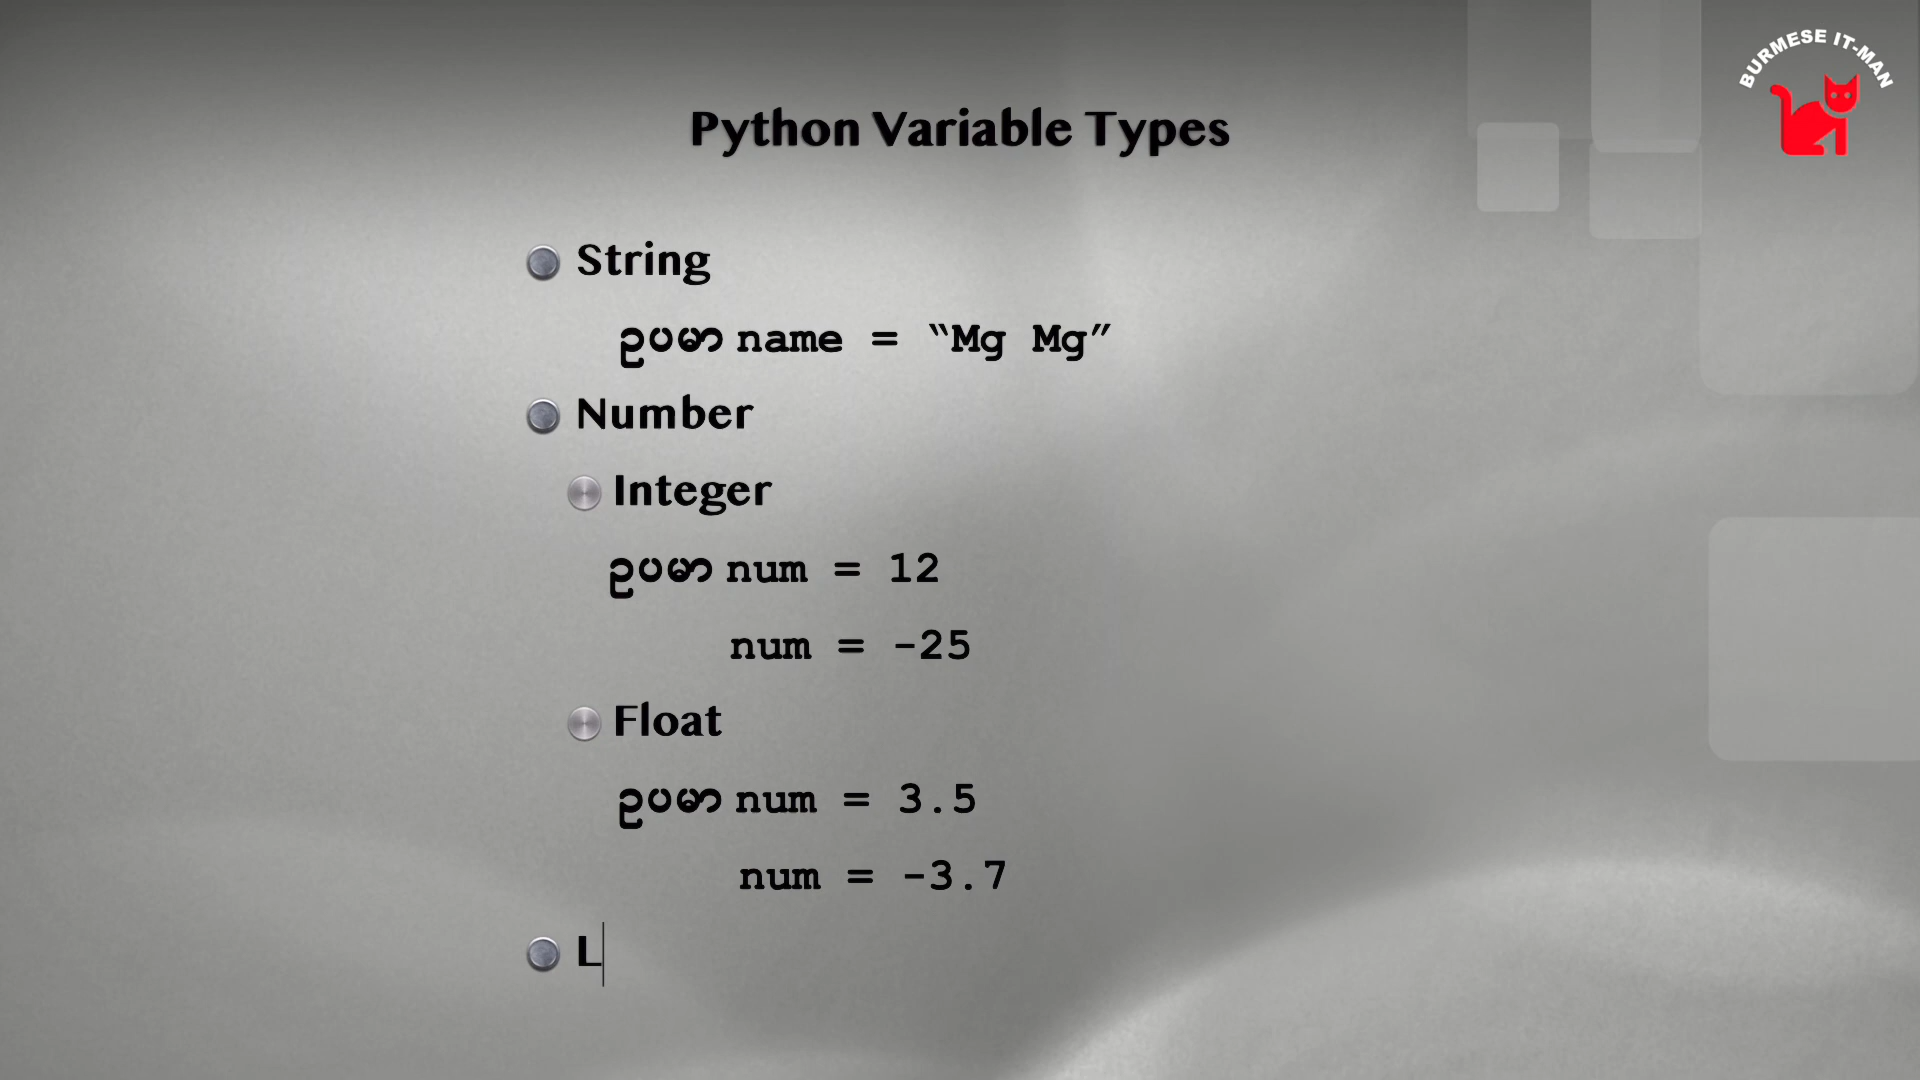 BURMESE IT-MAN
Python Variable Types
String
ဥပမာ name = “Mg Mg”
Number
Integer
ဥပမာ num = 12
num = -25
Float
ဥပမာ num = 3.5
num = -3.7
L